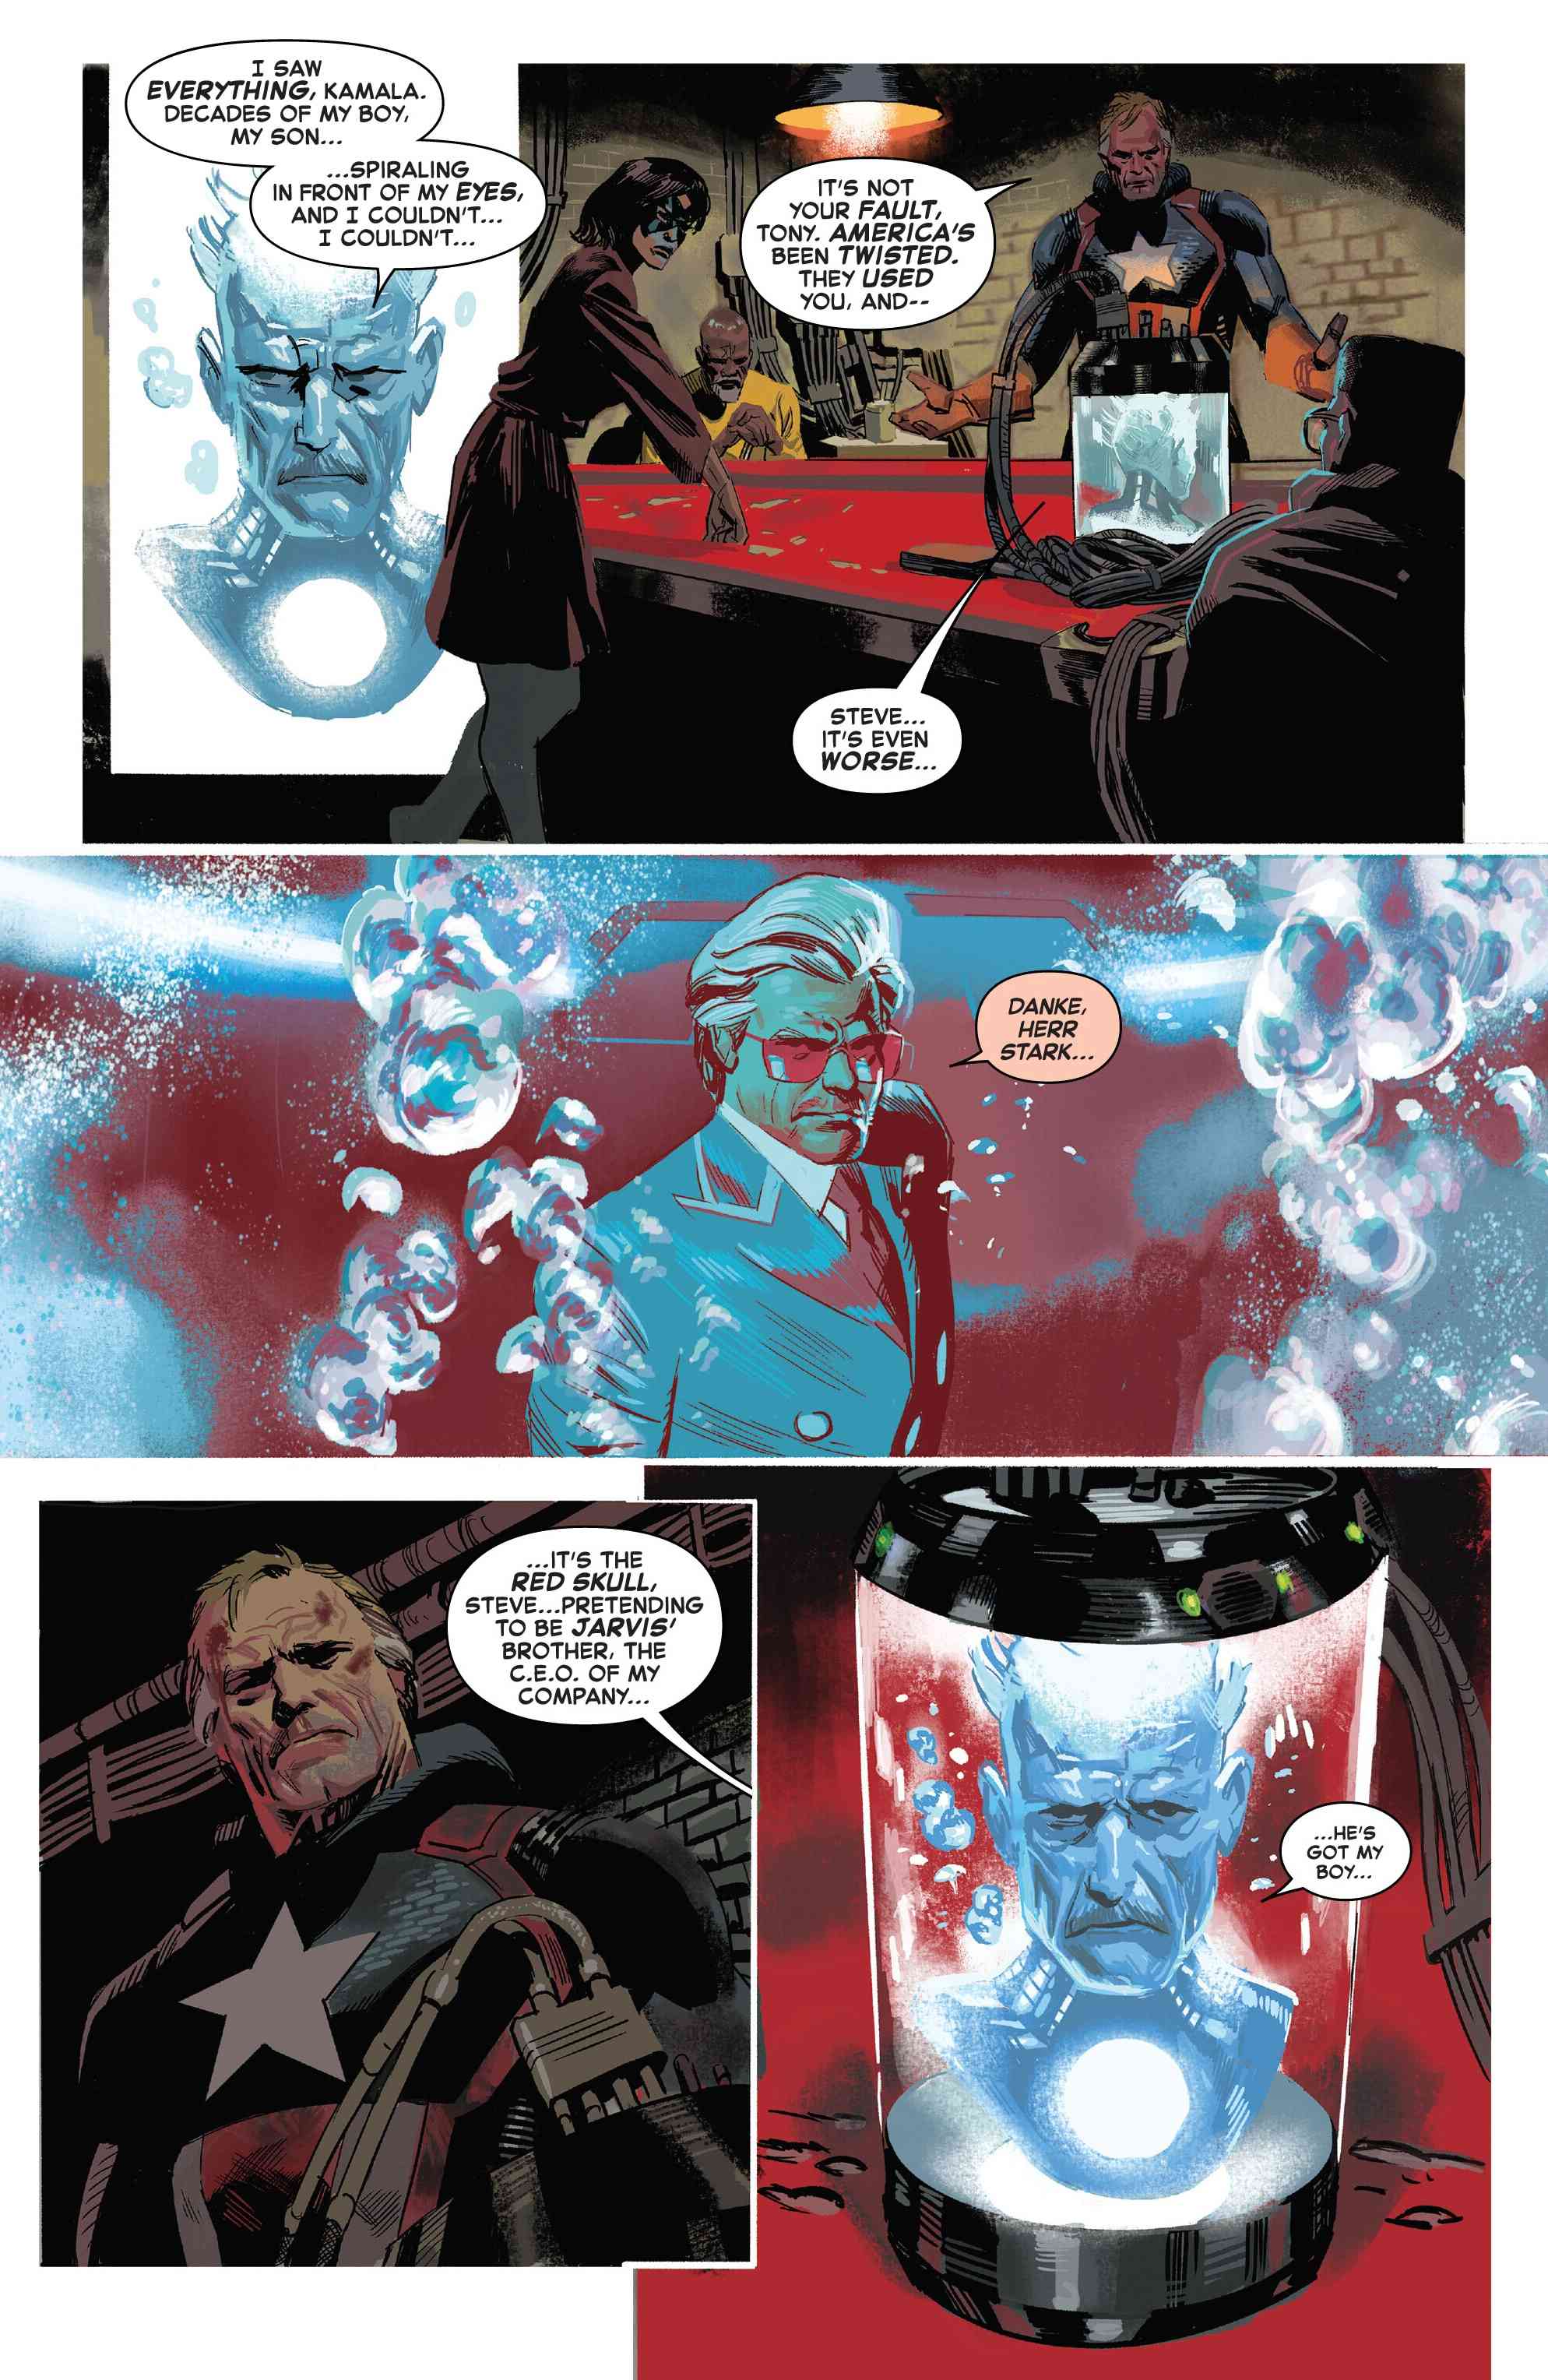 I SAW
EVERYTHING, KAMALA.
DECADES OF MY BOY,
MY SON...
...SPIRALING
IN FRONT OF MY EYES,
AND I COULDN'T...
I COULDN'T...
IT'S NOT
YOUR FAULT,
TONY. AMERICA'S
BEEN TWISTED.
THEY USED
YOU, AND--
STEVE...
IT'S EVEN
WORSE...
DANKE,
HERR
STARK...
...IT'S THE
RED SKULL,
STEVE...PRETENDING
TO BE JARVIS'
BROTHER, THE
C.E.O. OF MY
COMPANY...
...HE'S
GOT MY
BOY...